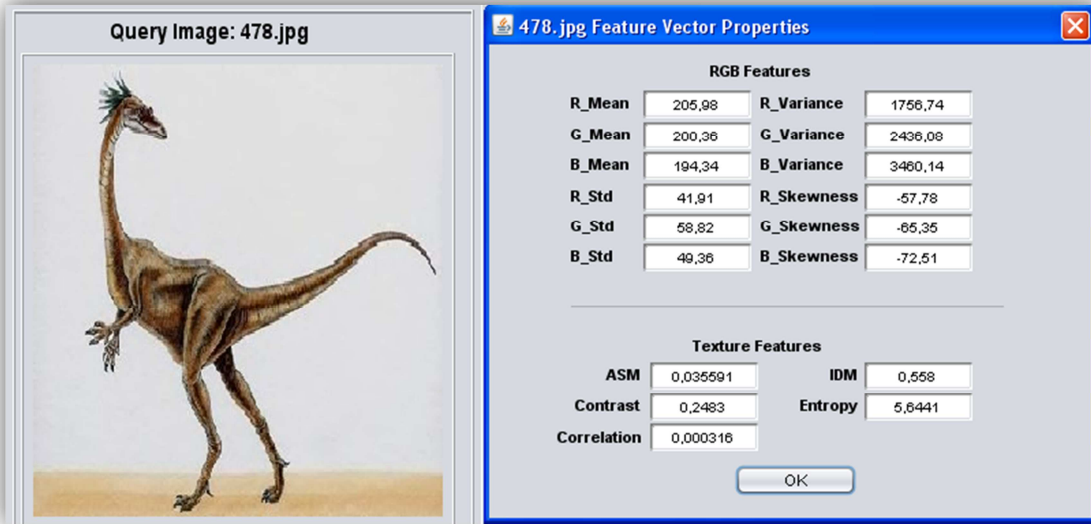 Query Image: 478.jpg
478.jpg Feature Vector Properties
RGB Features
R_Mean 205,98 R_Variance 1756,74
G_Mean 200,36 G_Variance 2436,08
B_Mean 194,34 B_Variance 3460,14
R_Std 41,91 R_Skewness -57,78
G_Std 58,82 G_Skewness -65,35
B_Std 49,36 B_Skewness -72,51
Texture Features
ASM 0,035591 IDM 0,558
Contrast 0,2483 Entropy 5,6441
Correlation 0,000316
OK